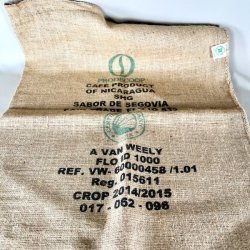 PRODECOOP
CAFE PRODUCT
OF NICARAGUA
SHG
SABOR DE SEGOVIA
A VAN WEELY
FLO ID 1000
REF. VW- 60000458 /1.01
Reg. 015611
CROP 2014/2015
017 - 062 - 096